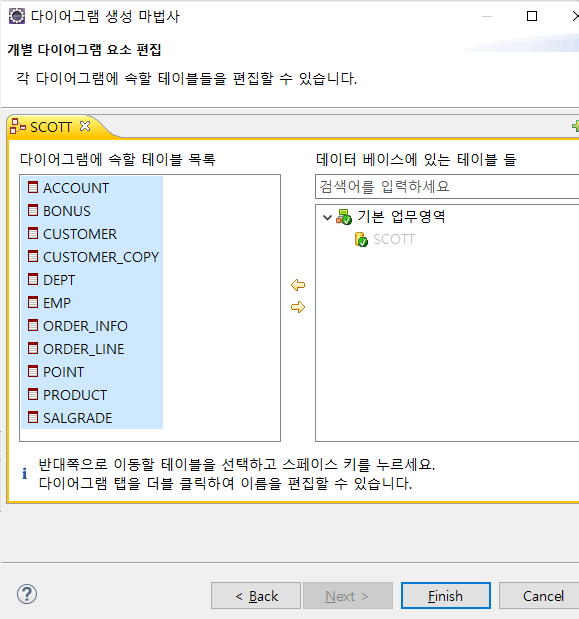 다이어그램 생성 마법사
개별 다이어그램 요소 편집
각 다이어그램에 속할 테이블들을 편집할 수 있습니다.
SCOTT
다이어그램에 속할 테이블 목록
ACCOUNT
BONUS
CUSTOMER
CUSTOMER_COPY
DEPT
EMP
ORDER_INFO
ORDER_LINE
POINT
PRODUCT
SALGRADE
데이터 베이스에 있는 테이블 들
검색어를 입력하세요
기본 업무영역
SCOTT
반대쪽으로 이동할 테이블을 선택하고 스페이스 키를 누르세요.
다이어그램 탭을 더블 클릭하여 이름을 편집할 수 있습니다.
< Back
Next >
Finish
Cancel